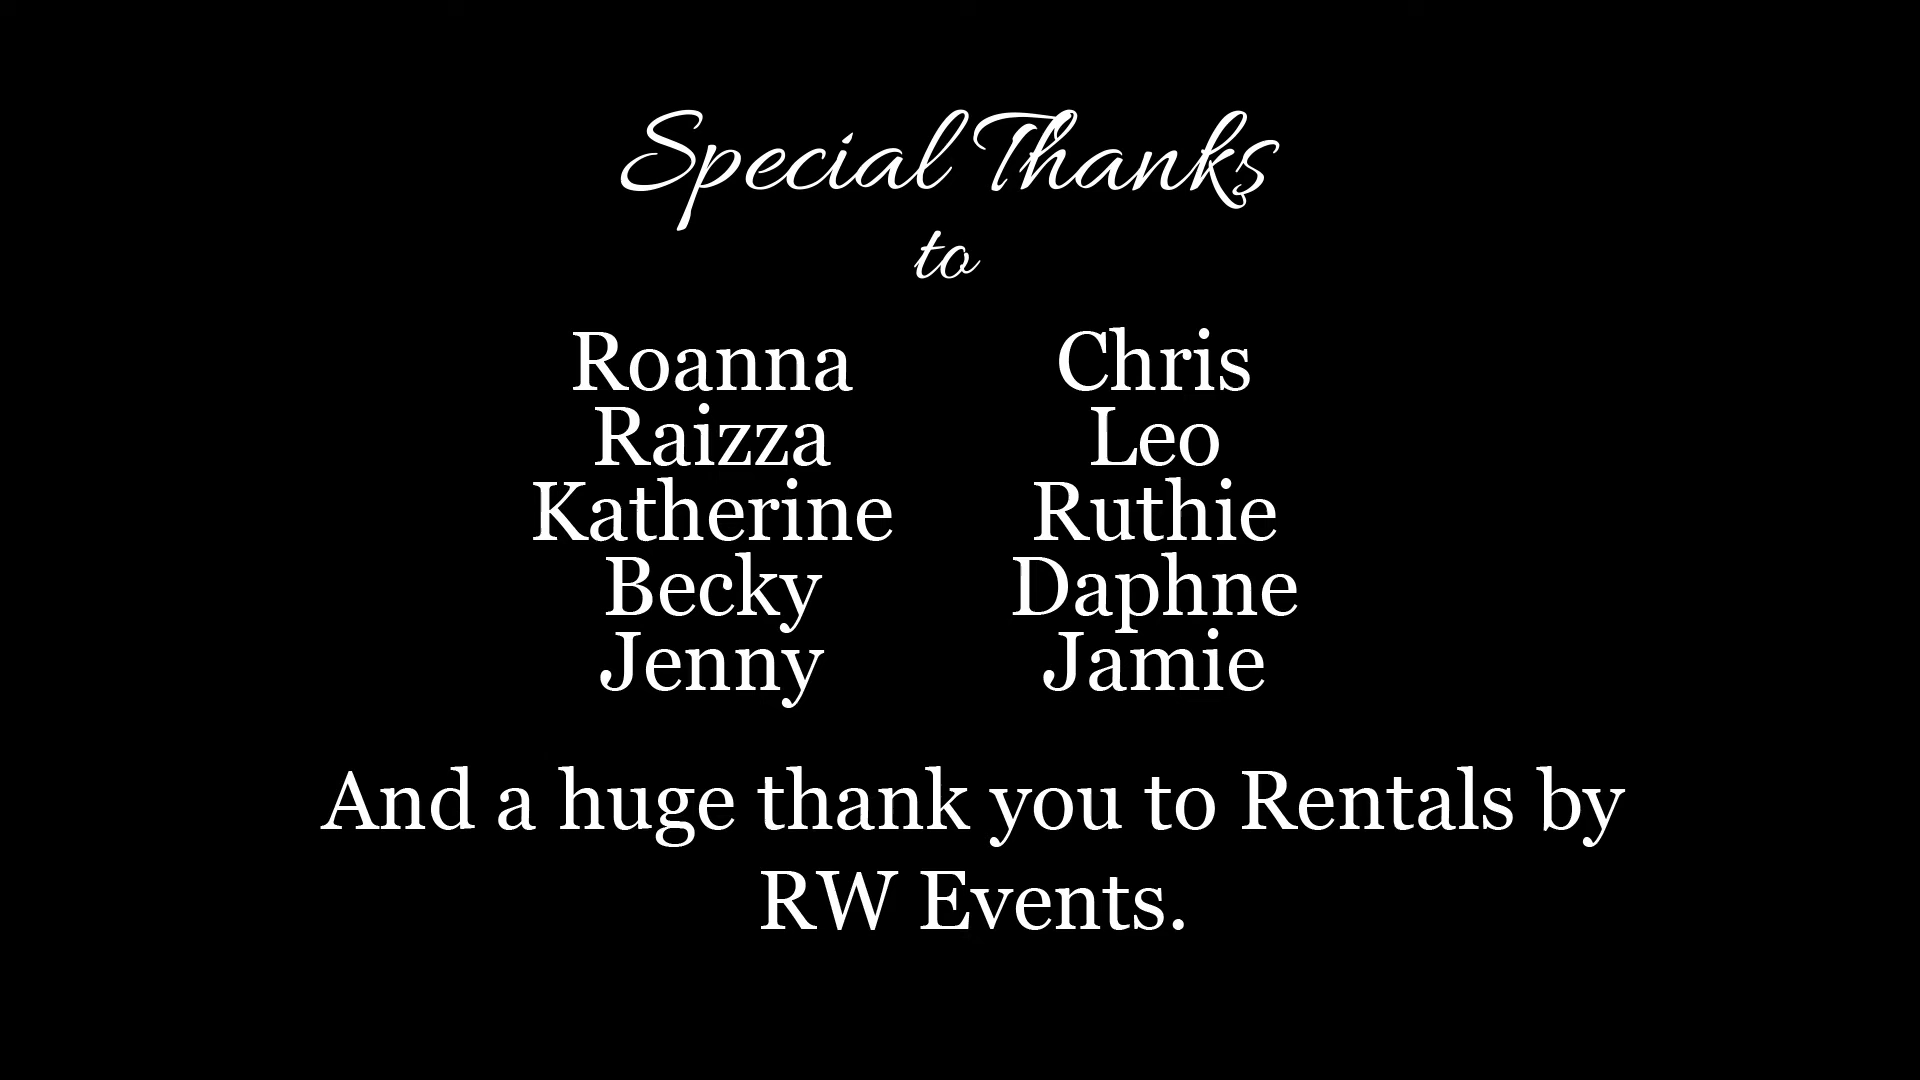 Special Thanks
to
Roanna
Raizza
Katherine
Becky
Jenny
Chris
Leo
Ruthie
Daphne
Jamie
And a huge thank you to Rentals by
RW Events.